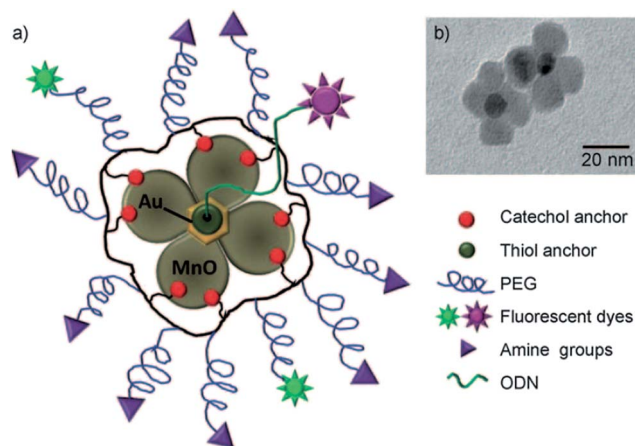 a)
Au
MnO
b)
20 nm
Catechol anchor
Thiol anchor
PEG
Fluorescent dyes
Amine groups
ODN